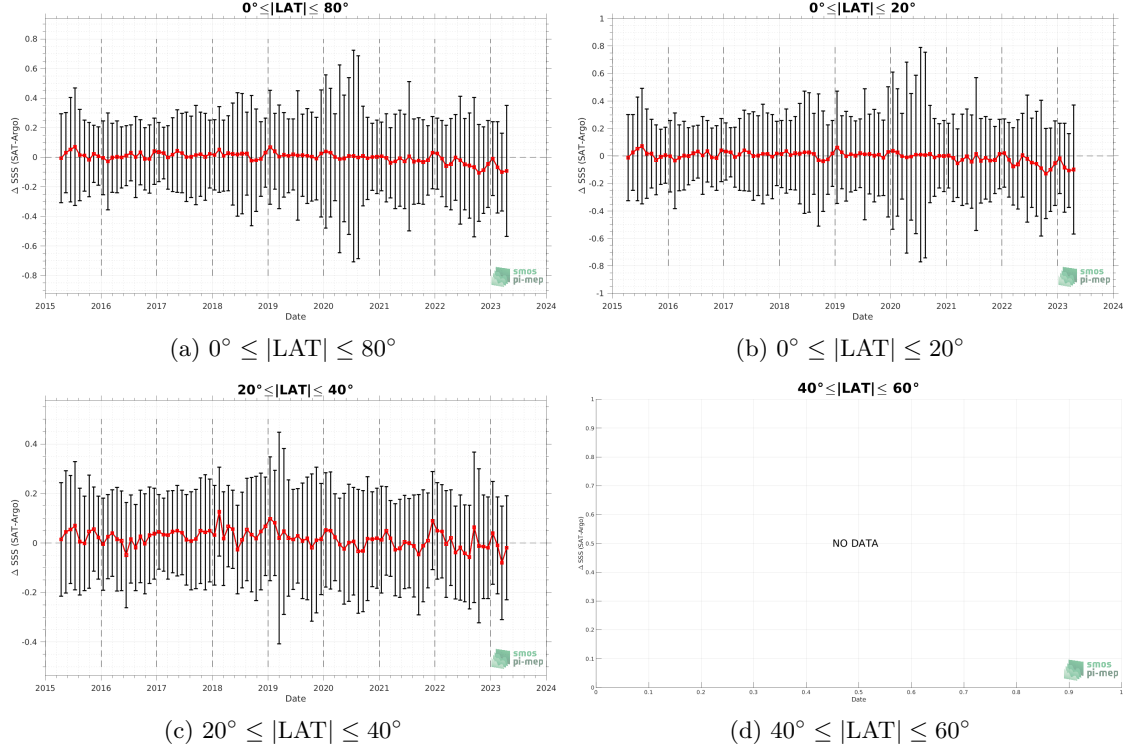 0°≤|LAT|≤ 80°
Δ SSS (SAT-Argo)
0.8
0.6
0.4
0.2
0
-0.2
-0.4
-0.6
-0.8
2015 2016 2017 2018 2019 2020 2021 2022 2023 2024
Date
smos
pi-mep
(a) 0° ≤ |LAT| ≤ 80°
0°≤|LAT|≤ 20°
Δ SSS (SAT-Argo)
1
0.8
0.6
0.4
0.2
0
-0.2
-0.4
-0.6
-0.8
-1
2015 2016 2017 2018 2019 2020 2021 2022 2023 2024
Date
smos
pi-mep
(b) 0° ≤ |LAT| ≤ 20°
20°≤|LAT|≤ 40°
Δ SSS (SAT-Argo)
0.4
0.2
0
-0.2
-0.4
2015 2016 2017 2018 2019 2020 2021 2022 2023 2024
Date
smos
pi-mep
(c) 20° ≤ |LAT| ≤ 40°
40°≤|LAT|≤ 60°
Δ SSS (SAT-Argo)
1
0.9
0.8
0.7
0.6
0.5
0.4
0.3
0.2
0.1
0
NO DATA
0 0.1 0.2 0.3 0.4 0.5 0.6 0.7 0.8 0.9 1
Date
smos
pi-mep
(d) 40° ≤ |LAT| ≤ 60°